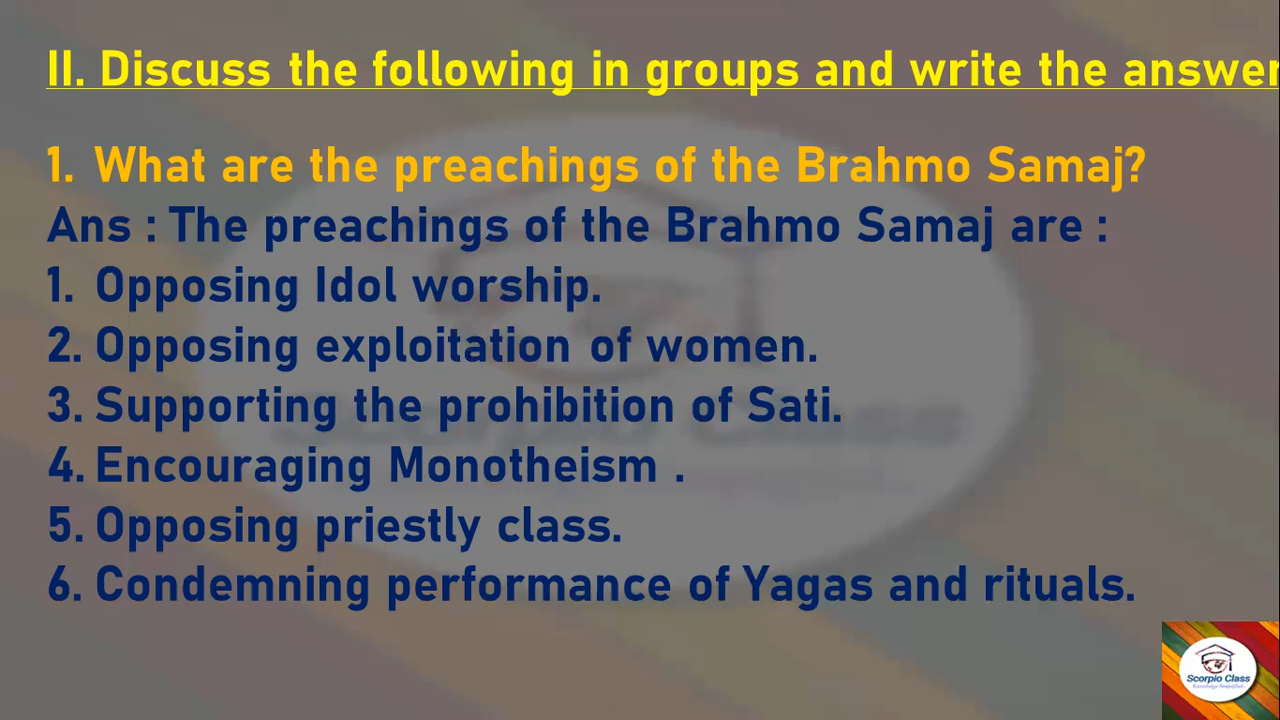 II. Discuss the following in groups and write the answer
1. What are the preachings of the Brahmo Samaj?
Ans : The preachings of the Brahmo Samaj are :
1. Opposing Idol worship.
2. Opposing exploitation of women.
3. Supporting the prohibition of Sati.
4. Encouraging Monotheism .
5. Opposing priestly class.
6. Condemning performance of Yagas and rituals.
Scorpio Class
Knowledge Simplified...